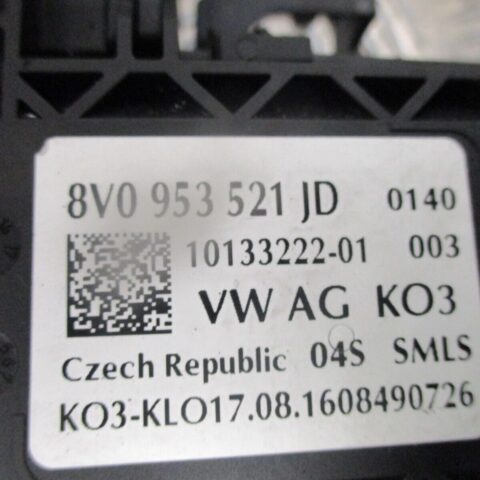 8V0 953 521 JD 0140
10133222-01 003
VW AG KO3
Czech Republic 04S SMLS
KO3-KLO17.08.1608490726